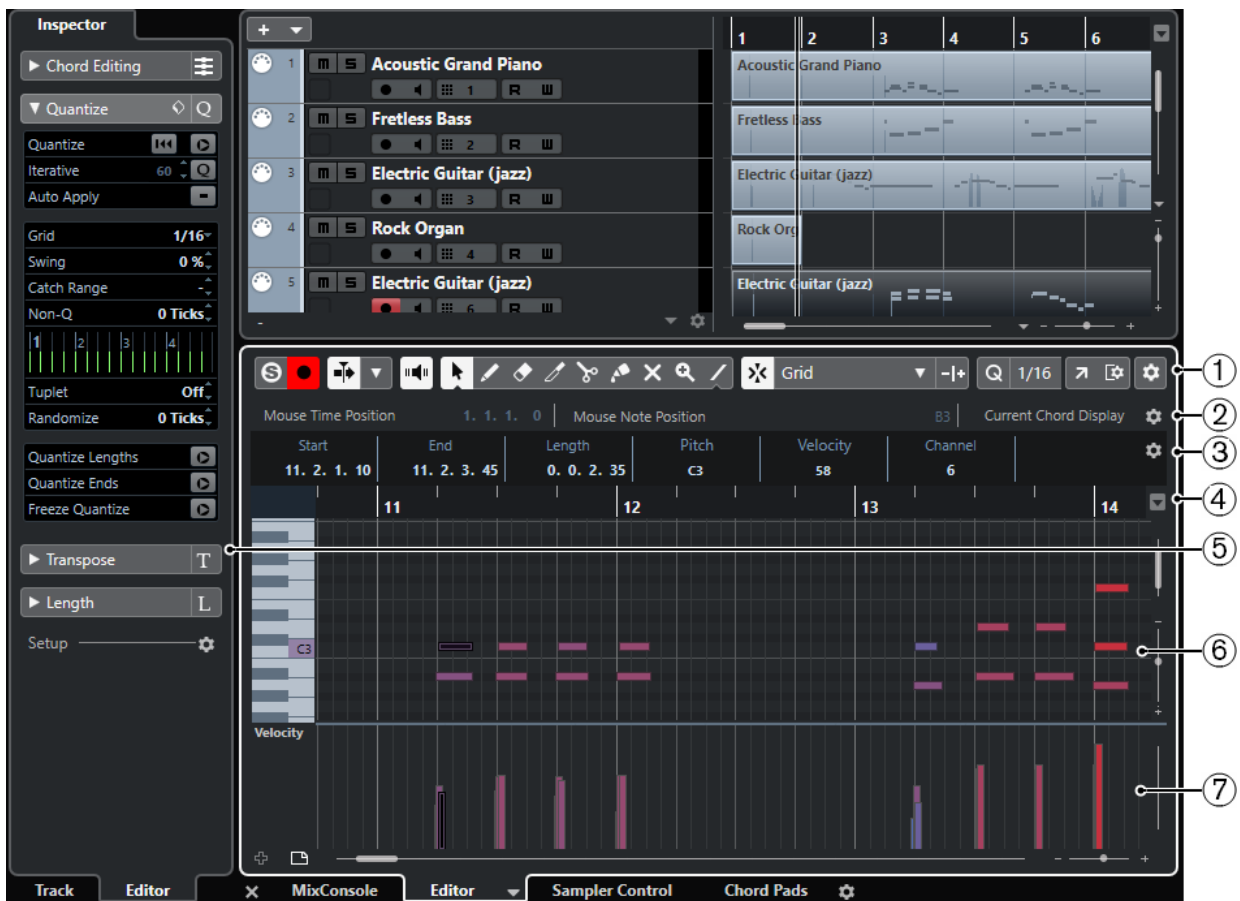 Inspector
Chord Editing
Quantize Q
Quantize
Iterative 60 Q
Auto Apply -
Grid 1/16
Swing 0 %
Catch Range -
Non-Q 0 Ticks
1 2 3 4
Tuplet Off
Randomize 0 Ticks
Quantize Lengths
Quantize Ends
Freeze Quantize
Transpose T
Length L
Setup
Track Editor
+
1 2 3 4 5 6
1 m S Acoustic Grand Piano
1 R W
Acoustic Grand Piano
2 m S Fretless Bass
2 R W
Fretless Bass
3 m S Electric Guitar (jazz)
3 R W
Electric Guitar (jazz)
4 m S Rock Organ
4 R W
Rock Org
5 m S Electric Guitar (jazz)
6 R W
Electric Guitar (jazz)
-
S Grid Q 1/16
Mouse Time Position 1. 1. 1. 0 Mouse Note Position B3 Current Chord Display
Start End Length Pitch Velocity Channel
11. 2. 1. 10 11. 2. 3. 45 0. 0. 2. 35 C3 58 6
11 12 13 14
C3
Velocity
MixConsole Editor Sampler Control Chord Pads
1
2
3
4
5
6
7